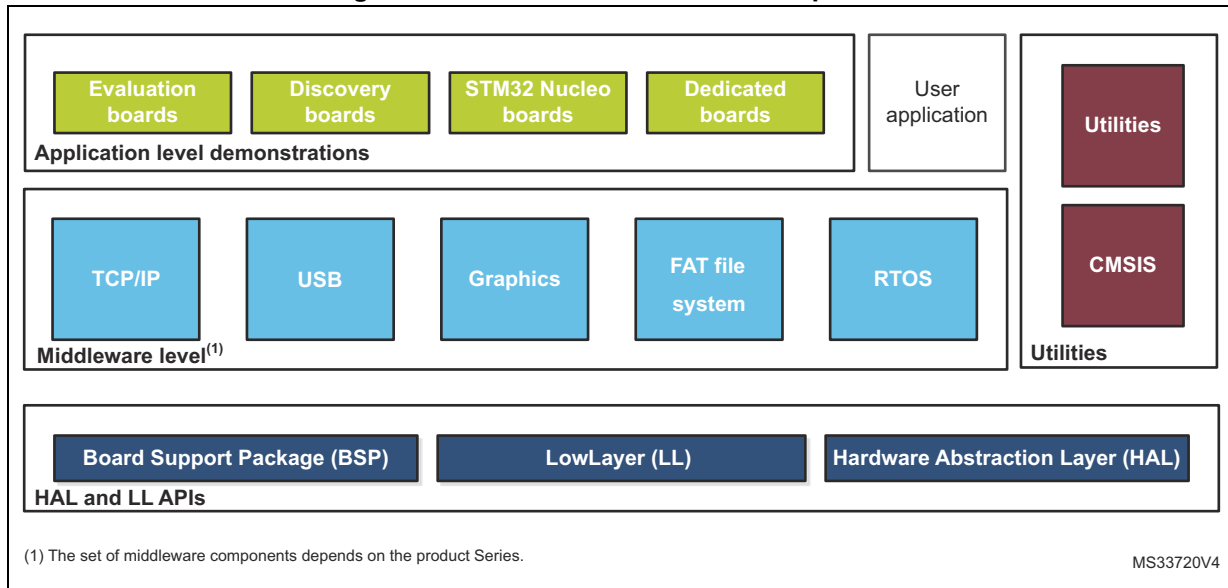 Evaluation
boards
Discovery
boards
STM32 Nucleo
boards
Dedicated
boards
Application level demonstrations
User
application
Utilities
CMSIS
Utilities
TCP/IP
USB
Graphics
FAT file
system
RTOS
Middleware level(1)
Board Support Package (BSP)
LowLayer (LL)
Hardware Abstraction Layer (HAL)
HAL and LL APIs
(1) The set of middleware components depends on the product Series.
MS33720V4